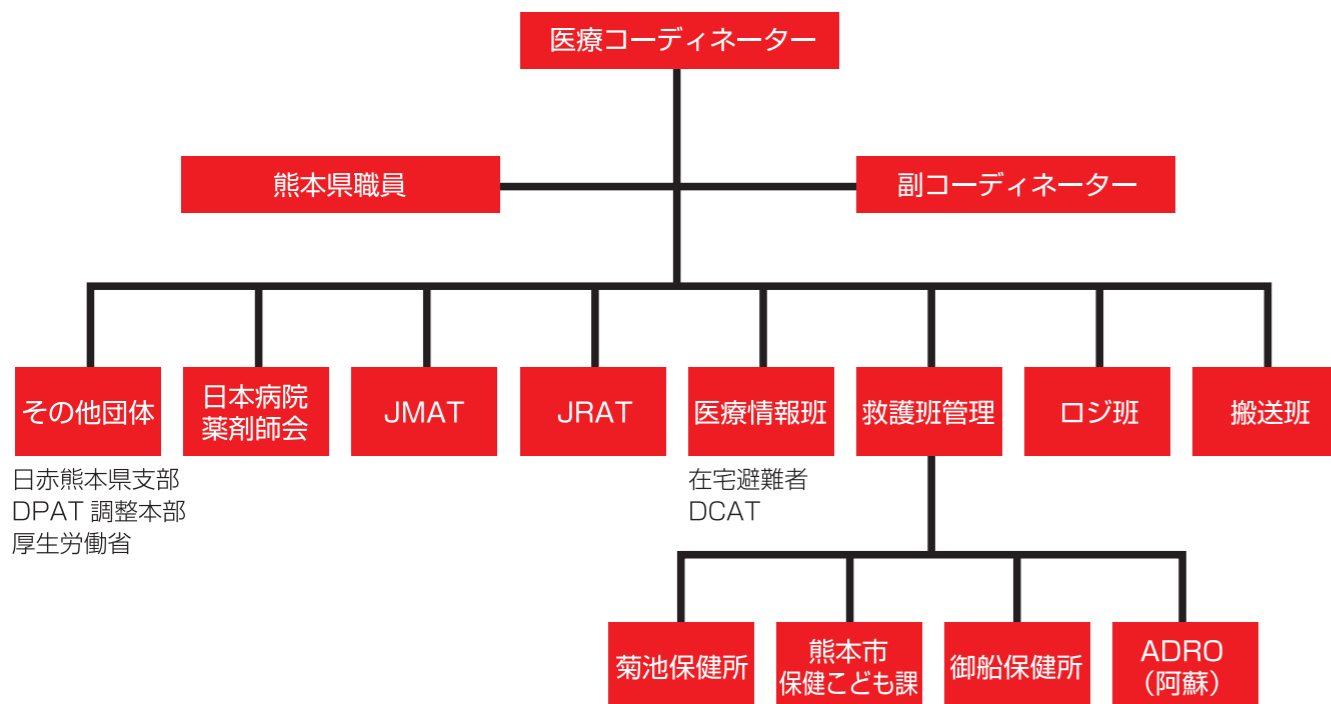 医療コーディネーター
熊本県職員
副コーディネーター
その他団体
日本病院
薬剤師会
JMAT
JRAT
医療情報班
救護班管理
ロジ班
搬送班
日赤熊本県支部
DPAT 調整本部
厚生労働省
在宅避難者
DCAT
菊池保健所
熊本市
保健こども課
御船保健所
ADRO
（阿蘇）